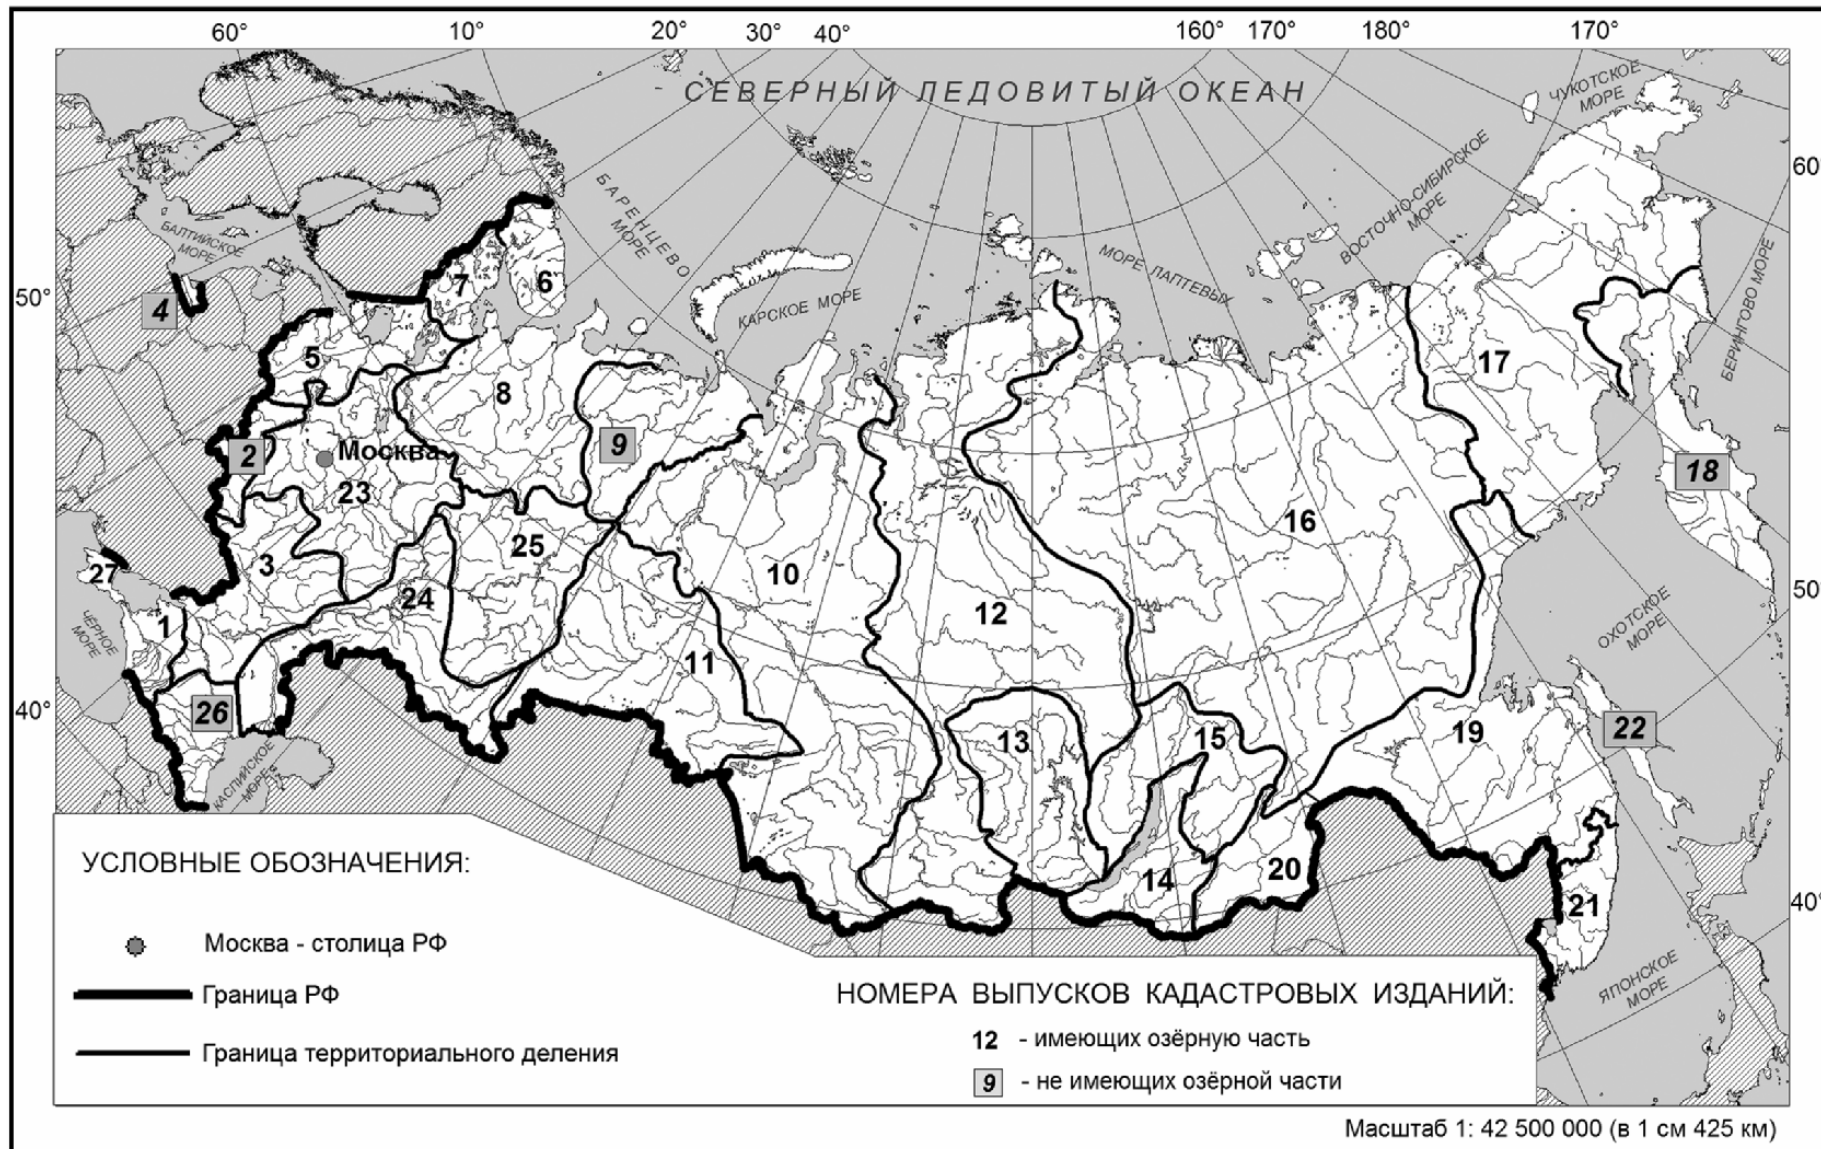 60° 10° 20° 30° 40° 160° 170° 180° 170°
СЕВЕРНЫЙ ЛЕДОВИТЫЙ ОКЕАН
ЧУКОТСКОЕ
МОРЕ
60°
БАРЕНЦЕВО
МОРЕ
ВОСТОЧНО-СИБИРСКОЕ
МОРЕ
БАЛТИЙСКОЕ
МОРЕ
МОРЕ ЛАПТЕВЫХ
КАРСКОЕ МОРЕ
БЕРИНГОВО МОРЕ
50°
4
7
6
5
8
17
9
2
Москва
18
23
16
25
3
10
27
24
12
50°
1
ЧЁРНОЕ
МОРЕ
ОХОТСКОЕ
МОРЕ
11
40°
26
13
15
19
22
КАСПИЙСКОЕ
МОРЕ
14
20
21
40°
ЯПОНСКОЕ
МОРЕ
УСЛОВНЫЕ ОБОЗНАЧЕНИЯ:
Москва - столица РФ
Граница РФ
Граница территориального деления
НОМЕРА ВЫПУСКОВ КАДАСТРОВЫХ ИЗДАНИЙ:
12 - имеющих озёрную часть
9 - не имеющих озёрной части
Масштаб 1: 42 500 000 (в 1 см 425 км)